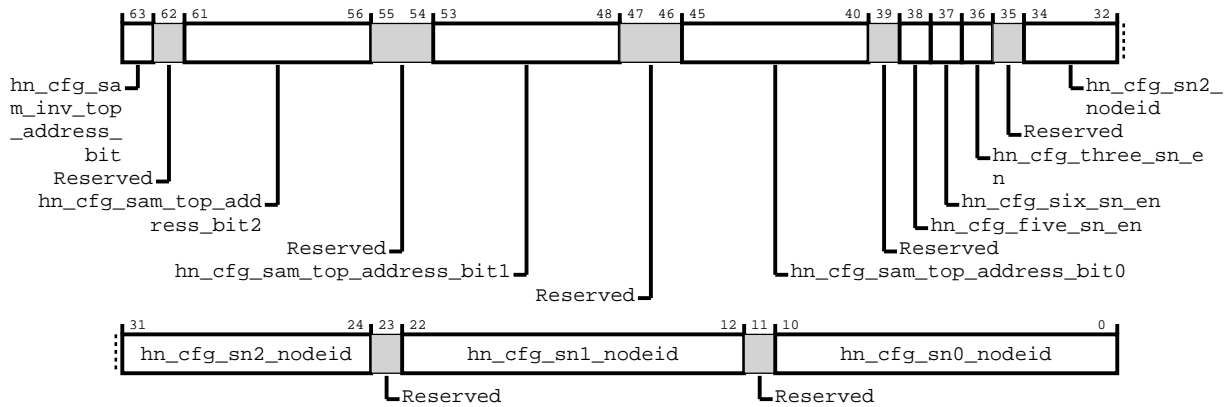 63 62 61 56 55 54 53 48 47 46 45 40 39 38 37 36 35 34 32
hn_cfg_sa
m_inv_top
_address_
bit
hn_cfg_sn2_
nodeid
Reserved
hn_cfg_three_sn_e
n
Reserved
hn_cfg_sam_top_add
ress_bit2
hn_cfg_six_sn_en
hn_cfg_five_sn_en
Reserved
Reserved
hn_cfg_sam_top_address_bit1
hn_cfg_sam_top_address_bit0
Reserved
31 24 23 22 12 11 10 0
hn_cfg_sn2_nodeid
hn_cfg_sn1_nodeid
hn_cfg_sn0_nodeid
Reserved
Reserved